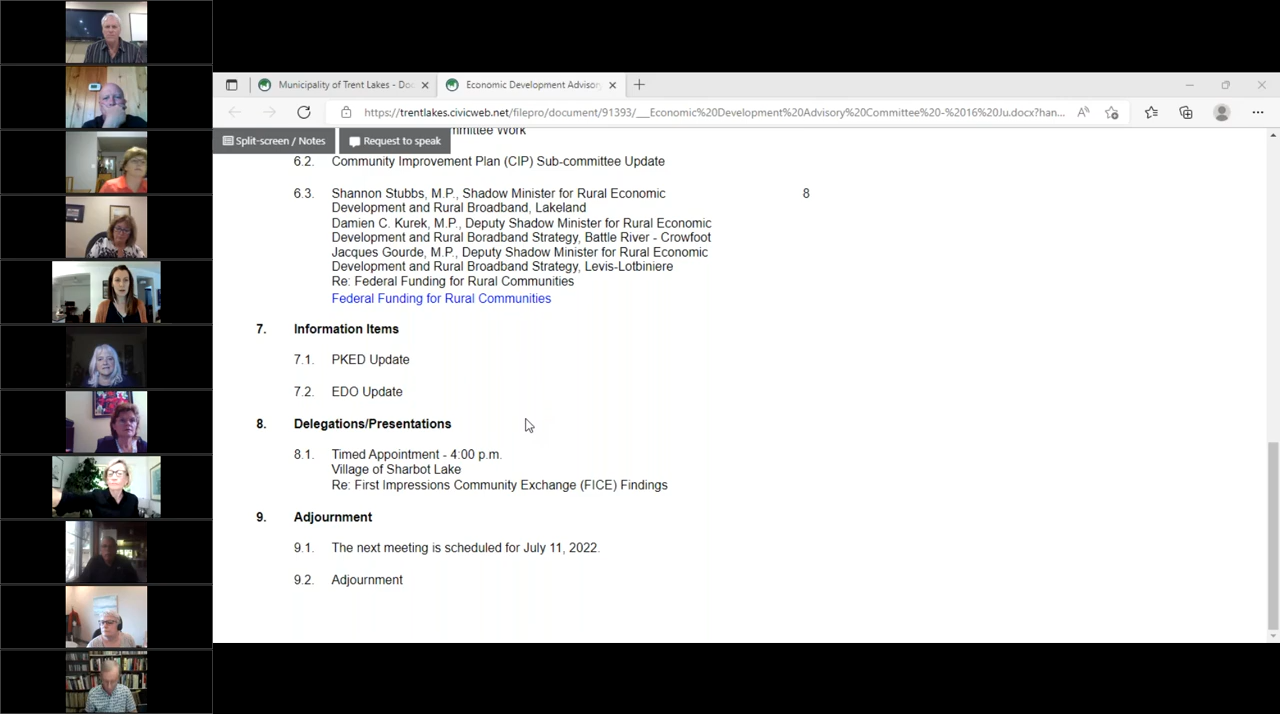 Municipality of Trent Lakes - Doc
Economic Development Advisory
https://trentlakes.civicweb.net/filepro/document/91393/__Economic%20Development%20Advisory%20Committee%20-%2016%20Ju.docx?han...
Split-screen / Notes
Request to speak
mmittee Work
6.2. Community Improvement Plan (CIP) Sub-committee Update
6.3. Shannon Stubbs, M.P., Shadow Minister for Rural Economic 8
Development and Rural Broadband, Lakeland
Damien C. Kurek, M.P., Deputy Shadow Minister for Rural Economic
Development and Rural Boradband Strategy, Battle River - Crowfoot
Jacques Gourde, M.P., Deputy Shadow Minister for Rural Economic
Development and Rural Broadband Strategy, Levis-Lotbiniere
Re: Federal Funding for Rural Communities
Federal Funding for Rural Communities
7. Information Items
7.1. PKED Update
7.2. EDO Update
8. Delegations/Presentations
8.1. Timed Appointment - 4:00 p.m.
Village of Sharbot Lake
Re: First Impressions Community Exchange (FICE) Findings
9. Adjournment
9.1. The next meeting is scheduled for July 11, 2022.
9.2. Adjournment